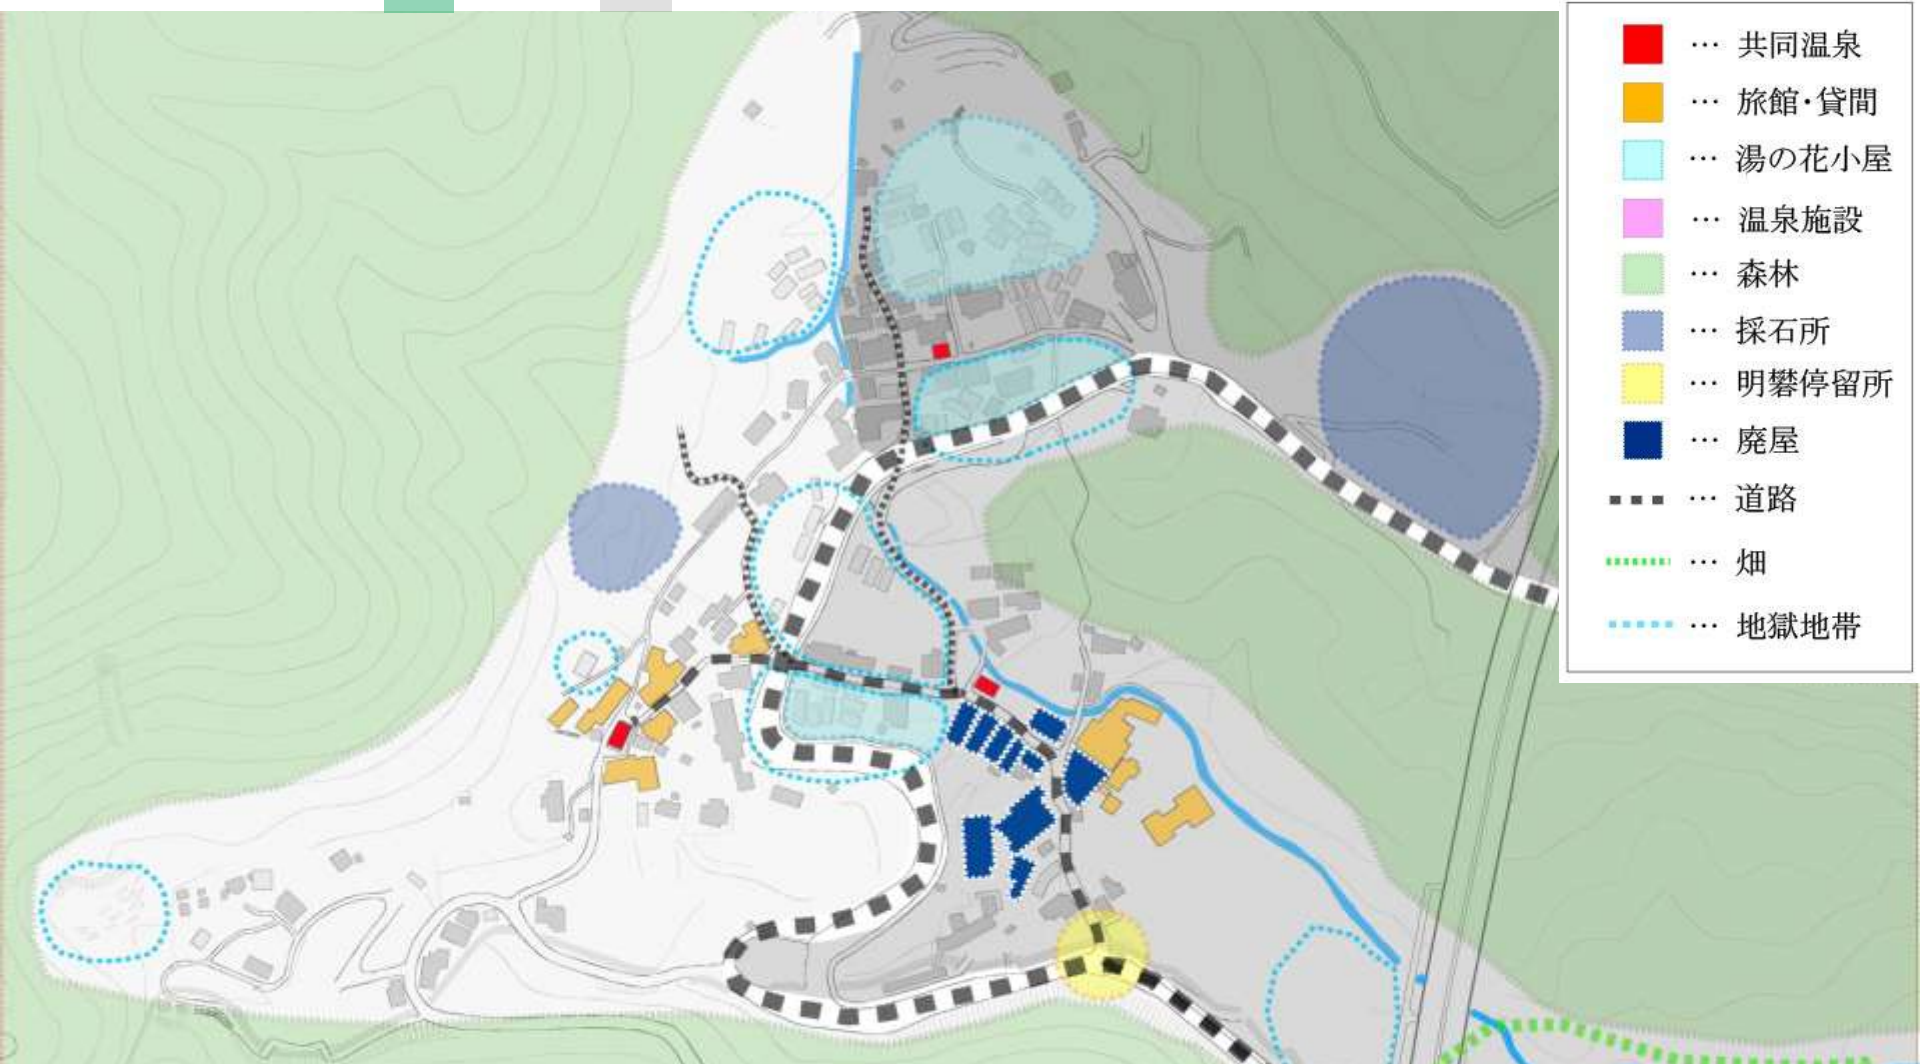 … 共同温泉
… 旅館・貸間
… 湯の花小屋
… 温泉施設
… 森林
… 採石所
… 明礬停留所
… 廃屋
… 道路
… 畑
… 地獄地帯